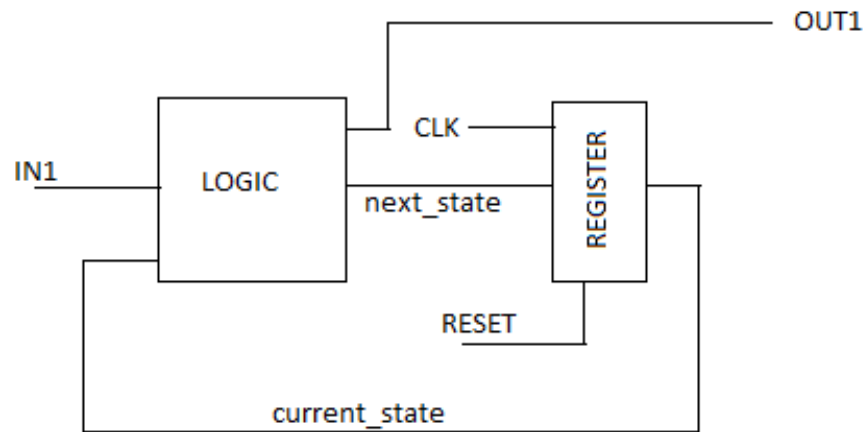 OUT1
CLK
IN1
LOGIC
REGISTER
next_state
RESET
current_state